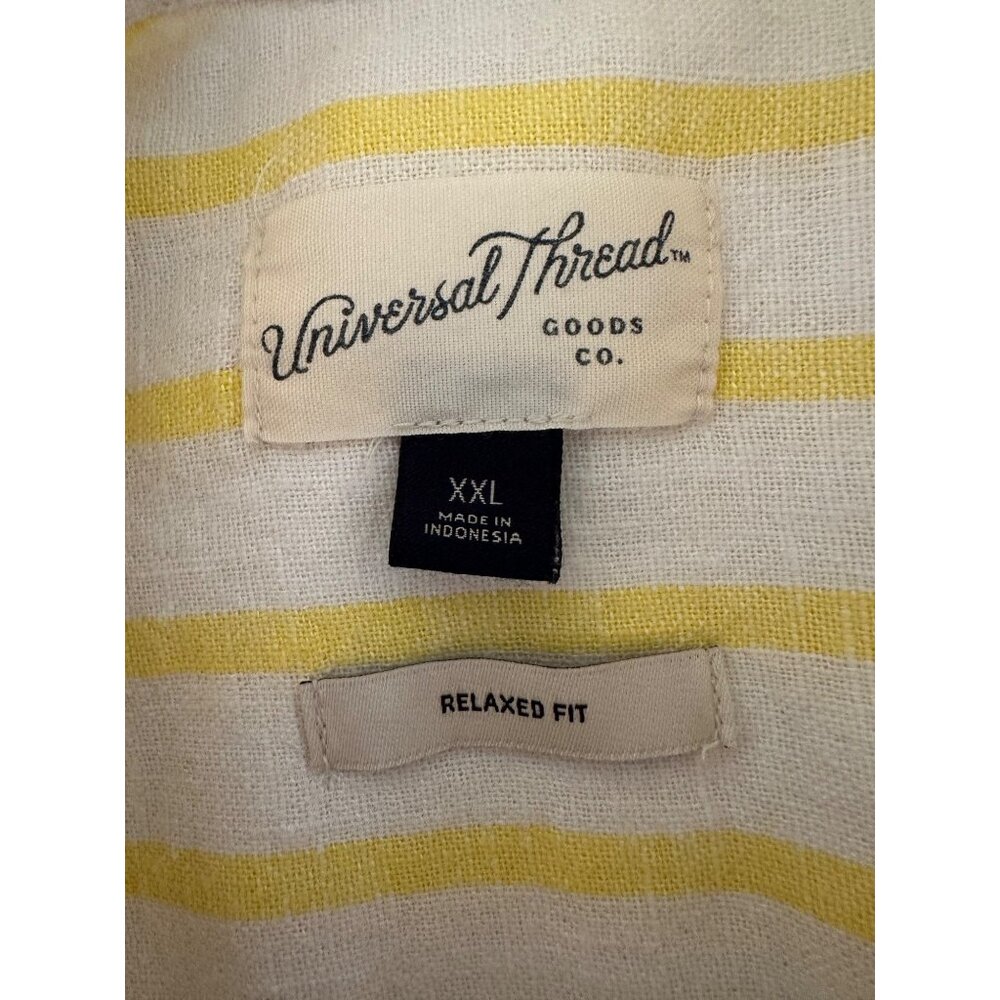 Universal Thread™
GOODS
CO.
XXL
MADE IN
INDONESIA
RELAXED FIT